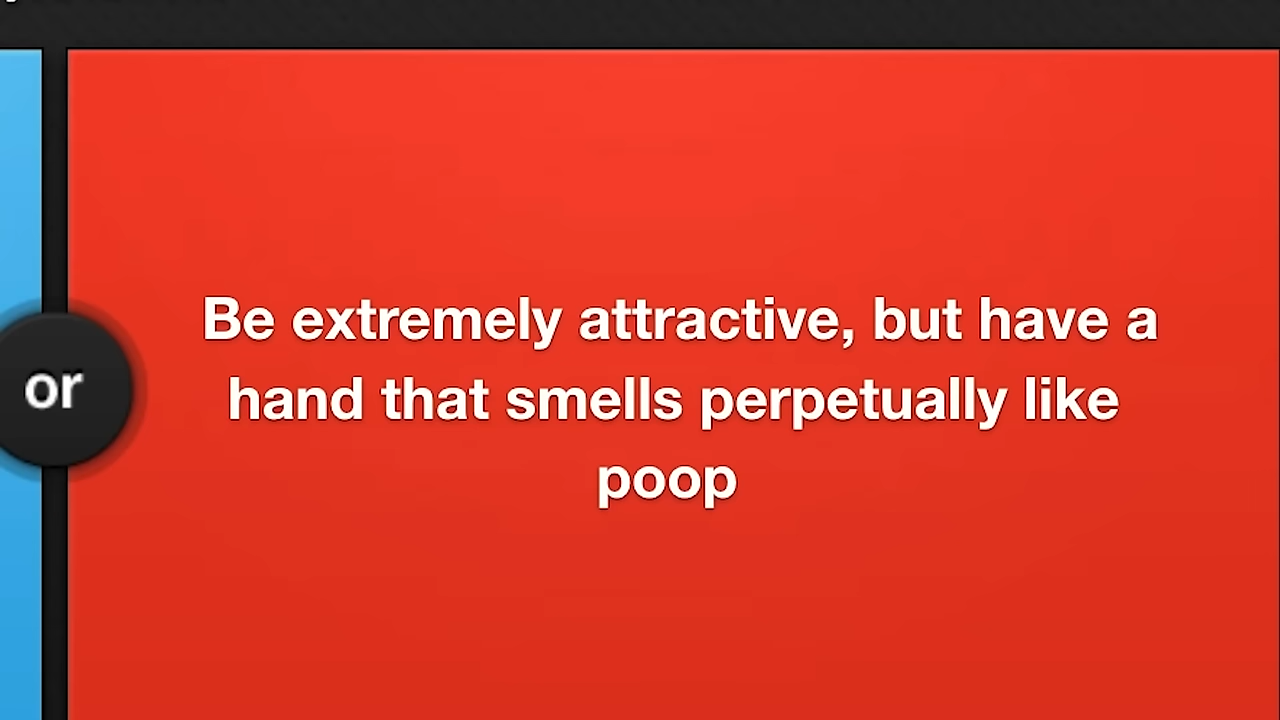 or
Be extremely attractive, but have a
hand that smells perpetually like
poop